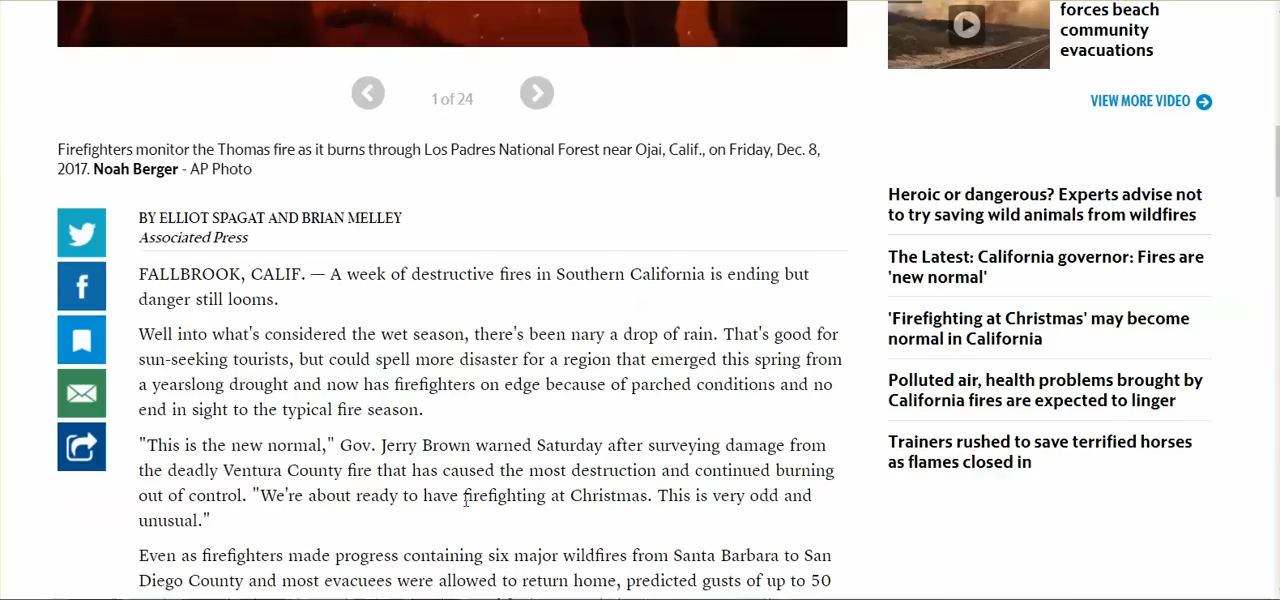 forces beach
community
evacuations
VIEW MORE VIDEO
1 of 24
Firefighters monitor the Thomas fire as it burns through Los Padres National Forest near Ojai, Calif., on Friday, Dec. 8,
2017. Noah Berger - AP Photo
BY ELLIOT SPAGAT AND BRIAN MELLEY
Associated Press
FALLBROOK, CALIF. — A week of destructive fires in Southern California is ending but
danger still looms.
Well into what's considered the wet season, there's been nary a drop of rain. That's good for
sun-seeking tourists, but could spell more disaster for a region that emerged this spring from
a yearslong drought and now has firefighters on edge because of parched conditions and no
end in sight to the typical fire season.
"This is the new normal," Gov. Jerry Brown warned Saturday after surveying damage from
the deadly Ventura County fire that has caused the most destruction and continued burning
out of control. "We're about ready to have firefighting at Christmas. This is very odd and
unusual."
Even as firefighters made progress containing six major wildfires from Santa Barbara to San
Diego County and most evacuees were allowed to return home, predicted gusts of up to 50
Heroic or dangerous? Experts advise not
to try saving wild animals from wildfires
The Latest: California governor: Fires are
'new normal'
'Firefighting at Christmas' may become
normal in California
Polluted air, health problems brought by
California fires are expected to linger
Trainers rushed to save terrified horses
as flames closed in